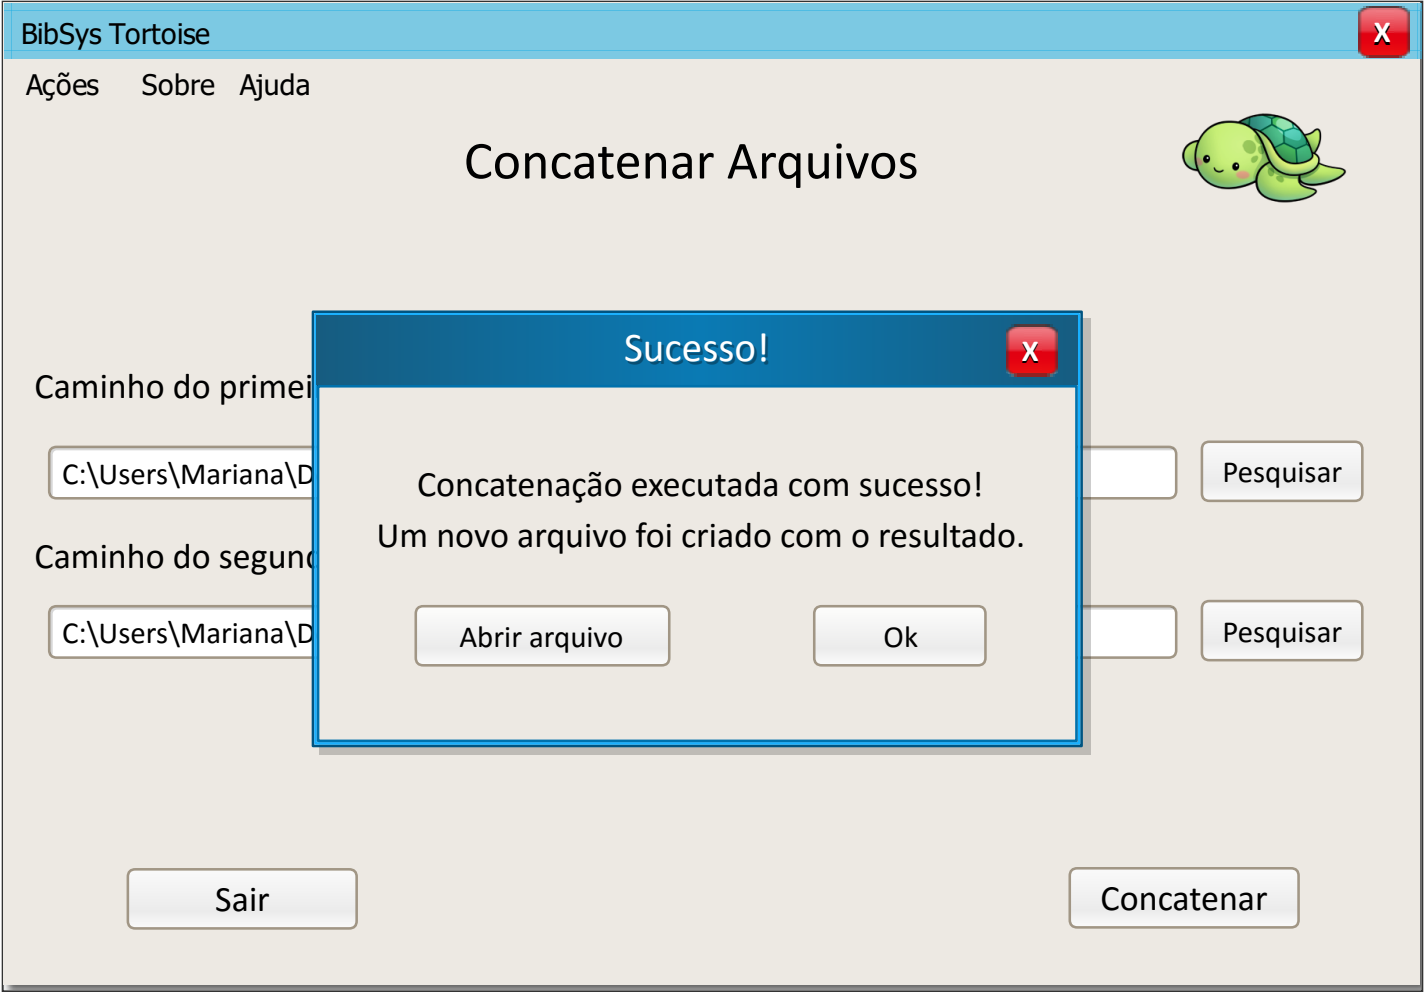 BibSys Tortoise X
Ações Sobre Ajuda
Concatenar Arquivos
Sucesso! X
Caminho do primei
C:\Users\Mariana\D
Pesquisar
Concatenação executada com sucesso!
Um novo arquivo foi criado com o resultado.
Caminho do segun
C:\Users\Mariana\D
Pesquisar
Abrir arquivo Ok
Sair Concatenar